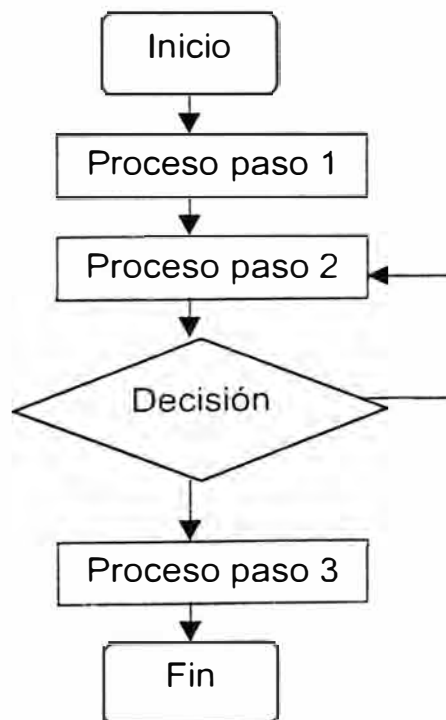 Inicio
Proceso paso 1
Proceso paso 2
Decisión
Proceso paso 3
Fin